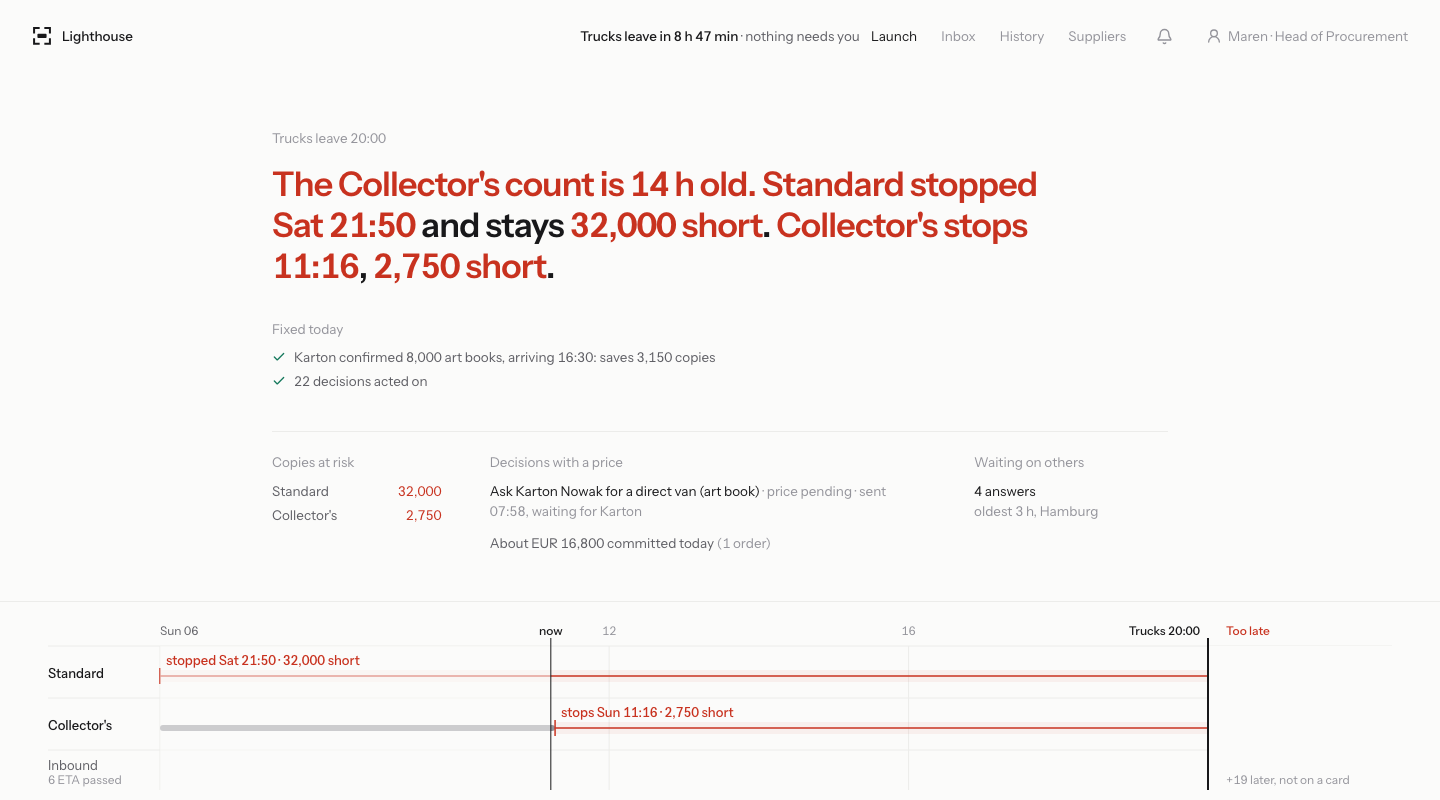 Lighthouse
Trucks leave in 8 h 47 min · nothing needs you
Launch
Inbox
History
Suppliers
Maren · Head of Procurement
Trucks leave 20:00
The Collector's count is 14 h old. Standard stopped
Sat 21:50 and stays 32,000 short. Collector's stops
11:16, 2,750 short.
Fixed today
Karton confirmed 8,000 art books, arriving 16:30: saves 3,150 copies
22 decisions acted on
Copies at risk
Standard 32,000
Collector's 2,750
Decisions with a price
Ask Karton Nowak for a direct van (art book) · price pending · sent
07:58, waiting for Karton
About EUR 16,800 committed today (1 order)
Waiting on others
4 answers
oldest 3 h, Hamburg
Sun 06
now
12
16
Trucks 20:00
Too late
Standard
stopped Sat 21:50 · 32,000 short
Collector's
stops Sun 11:16 · 2,750 short
Inbound
6 ETA passed
+19 later, not on a card